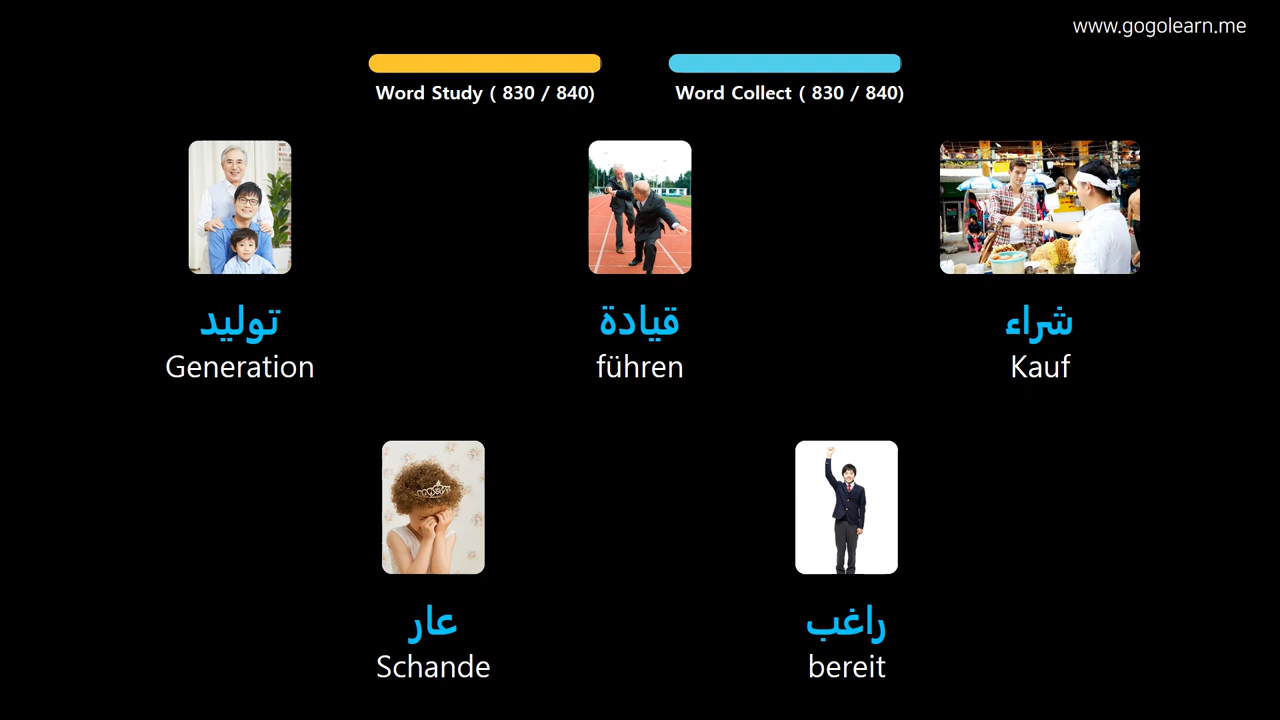 www.gogolearn.me
Word Study ( 830 / 840)
Word Collect ( 830 / 840)
توليد
Generation
قيادة
führen
شراء
Kauf
عار
Schande
راغب
bereit